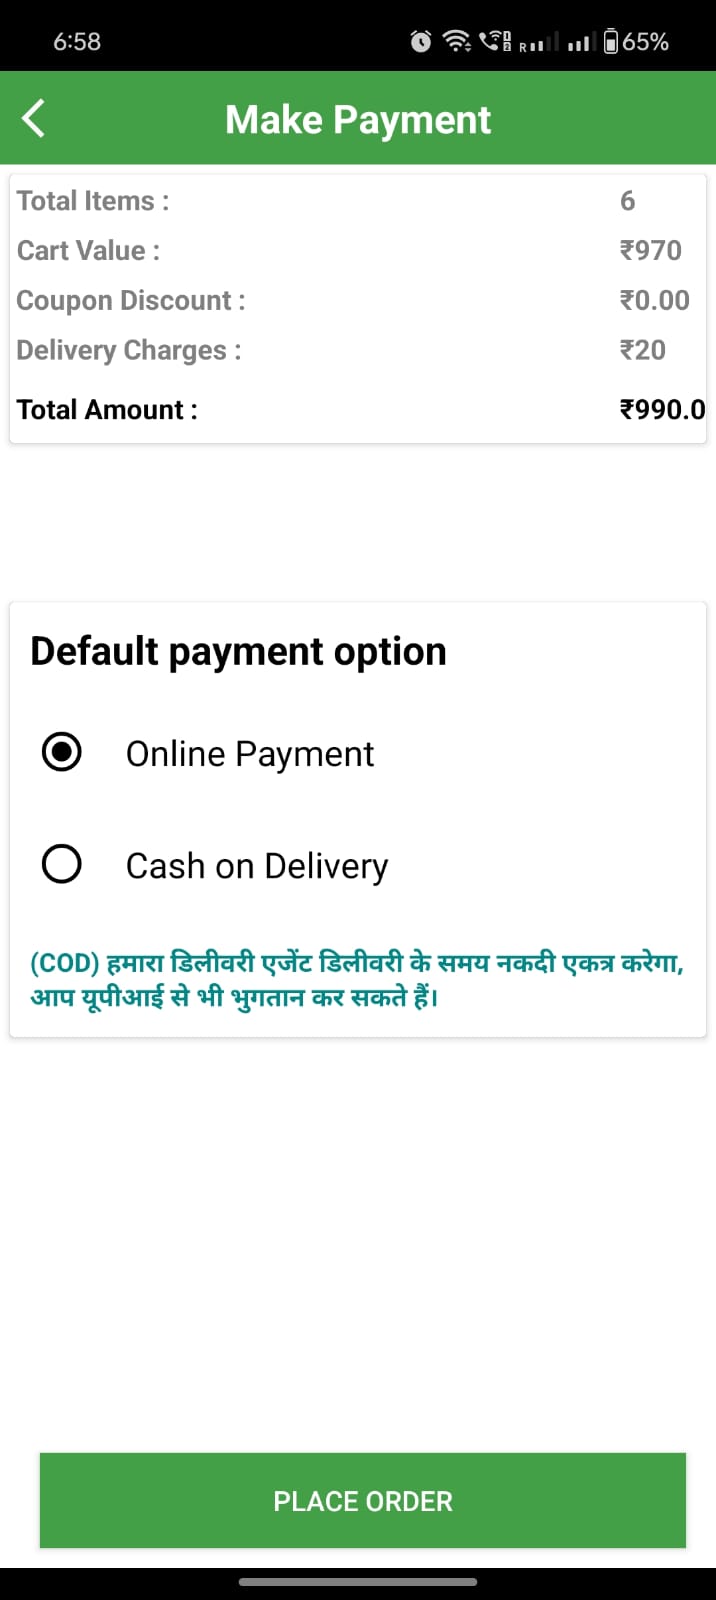 6:58 R 65%
Make Payment
Total Items : 6
Cart Value : ₹970
Coupon Discount : ₹0.00
Delivery Charges : ₹20
Total Amount : ₹990.0
Default payment option
Online Payment
Cash on Delivery
(COD) हमारा डिलीवरी एजेंट डिलीवरी के समय नकदी एकत्र करेगा,
आप यूपीआई से भी भुगतान कर सकते हैं।
PLACE ORDER